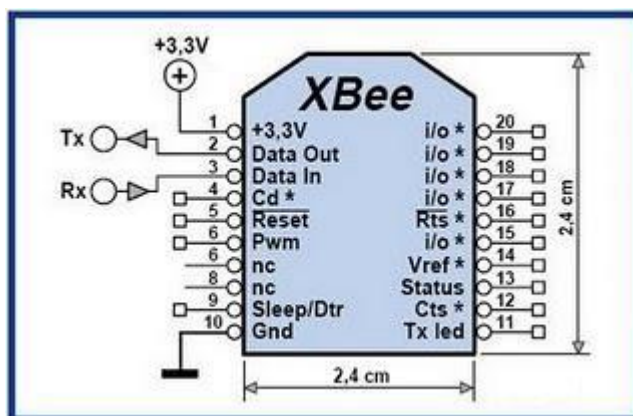 +3,3V
XBee
1 +3,3V i/o * 20
Tx 2 Data Out i/o * 19
Rx 3 Data In i/o * 18
4 Cd * i/o * 17
5 Reset Rts * 16
6 Pwm i/o * 15
6 nc Vref * 14
8 nc Status 13
9 Sleep/Dtr Cts * 12
10 Gnd Tx led 11
2,4 cm
2,4 cm